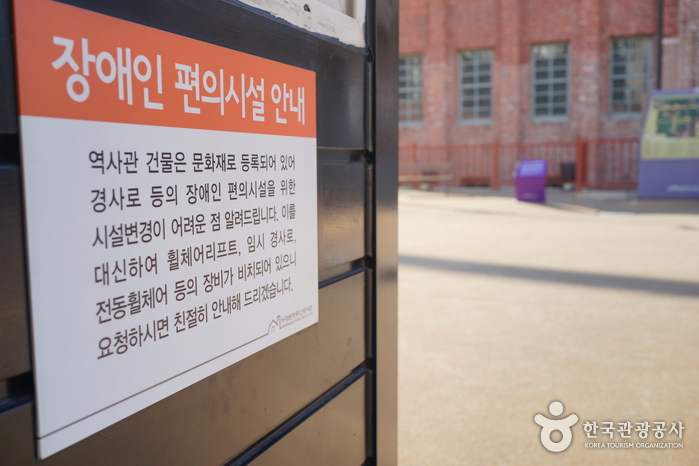 장애인 편의시설 안내
역사관 건물은 문화재로 등록되어 있어
경사로 등의 장애인 편의시설을 위한
시설변경이 어려운 점 알려드립니다. 이를
대신하여 휠체어리프트, 임시 경사로,
전동휠체어 등의 장비가 비치되어 있으니
요청하시면 친절히 안내해 드리겠습니다.
한국관광공사
KOREA TOURISM ORGANIZATION